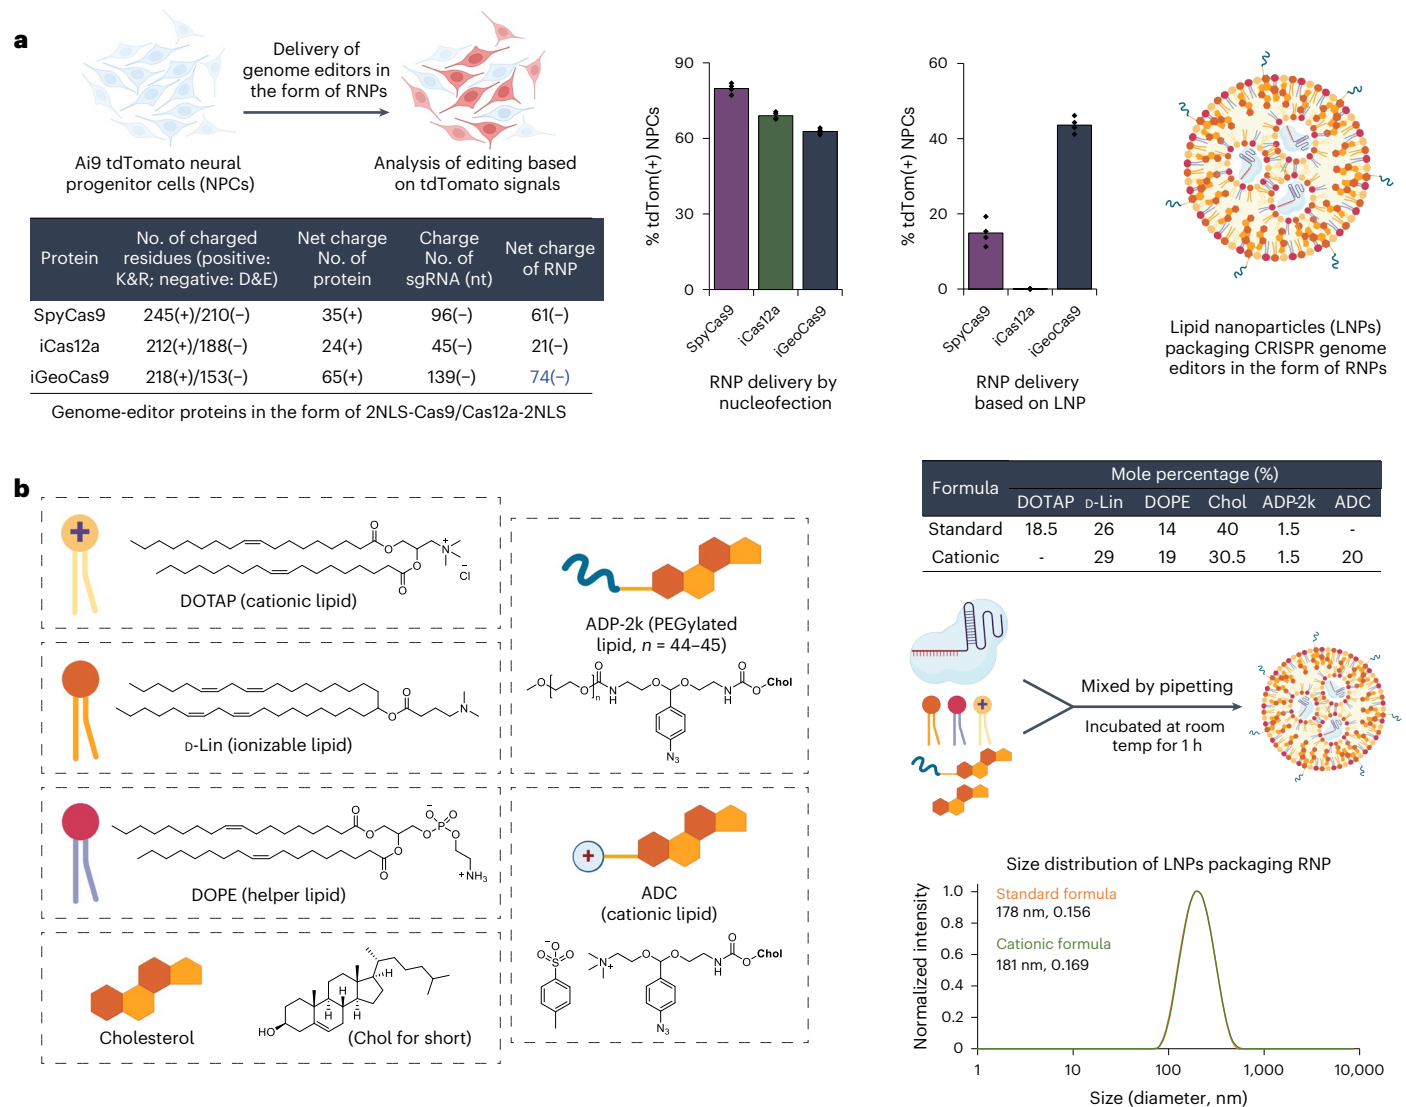 a
Delivery of
genome editors in
the form of RNPs
Ai9 tdTomato neural
progenitor cells (NPCs)
Analysis of editing based
on tdTomato signals
Protein
No. of charged
residues (positive:
K&R; negative: D&E)
Net charge
No. of
protein
Charge
No. of
sgRNA (nt)
Net charge
of RNP
SpyCas9 245(+)/210(−) 35(+) 96(−) 61(−)
iCas12a 212(+)/188(−) 24(+) 45(−) 21(−)
iGeoCas9 218(+)/153(−) 65(+) 139(−) 74(−)
Genome-editor proteins in the form of 2NLS-Cas9/Cas12a-2NLS
% tdTom(+) NPCs
90
60
30
0
SpyCas9
iCas12a
iGeoCas9
RNP delivery by
nucleofection
% tdTom(+) NPCs
60
40
20
0
SpyCas9
iCas12a
iGeoCas9
RNP delivery
based on LNP
Lipid nanoparticles (LNPs)
packaging CRISPR genome
editors in the form of RNPs
b
+
O
O
O
O
N
+
−
Cl
DOTAP (cationic lipid)
O
O
N
D-Lin (ionizable lipid)
O
O
O
O
O
P
−O
O
O
+NH3
DOPE (helper lipid)
Cholesterol
HO
H
H
H
H
(Chol for short)
ADP-2k (PEGylated
lipid, n = 44–45)
O
O
n
O
N
H
O
O
N
H
O
O
Chol
N3
+
ADC
(cationic lipid)
−O
S
O
O
N
+
O
O
N
H
O
O
Chol
N3
Formula Mole percentage (%)
DOTAP D-Lin DOPE Chol ADP-2k ADC
Standard 18.5 26 14 40 1.5 -
Cationic - 29 19 30.5 1.5 20
+
Mixed by pipetting
Incubated at room
temp for 1 h
Size distribution of LNPs packaging RNP
Normalized intensity
1.0
0.8
0.6
0.4
0.2
0
Standard formula
178 nm, 0.156
Cationic formula
181 nm, 0.169
1 10 100 1,000 10,000
Size (diameter, nm)